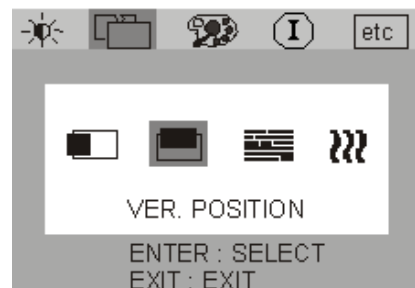 I etc
VER. POSITION
ENTER : SELECT
EXIT : EXIT